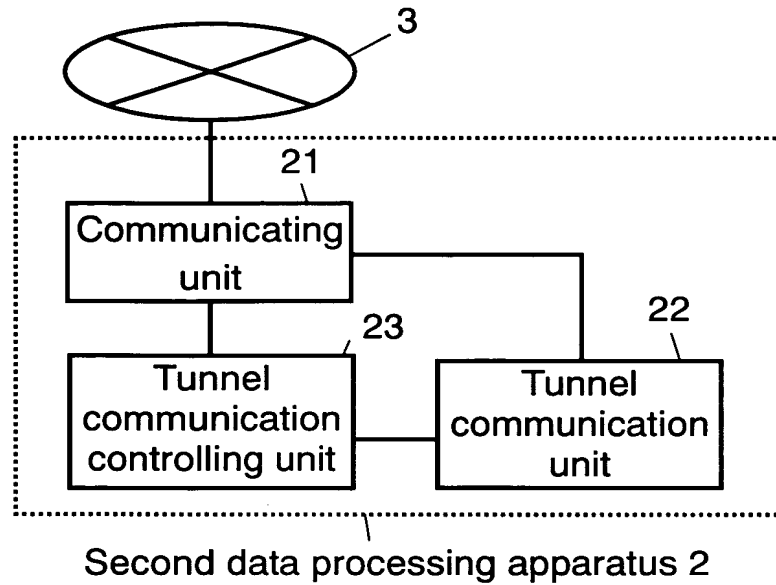 3
21
Communicating
unit
23
Tunnel
communication
controlling unit
22
Tunnel
communication
unit
Second data processing apparatus 2